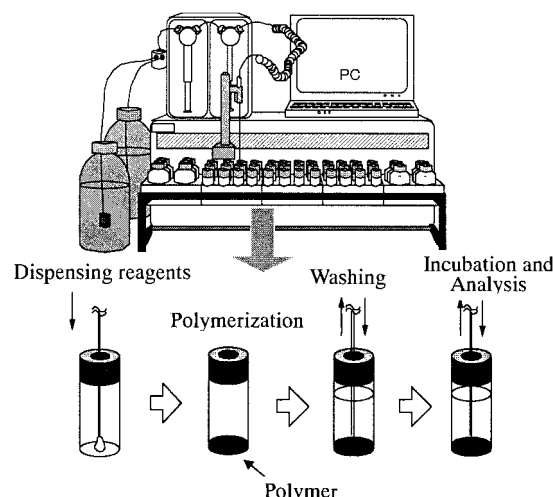 PC
Dispensing reagents
Polymerization
Washing
Incubation and
Analysis
Polymer